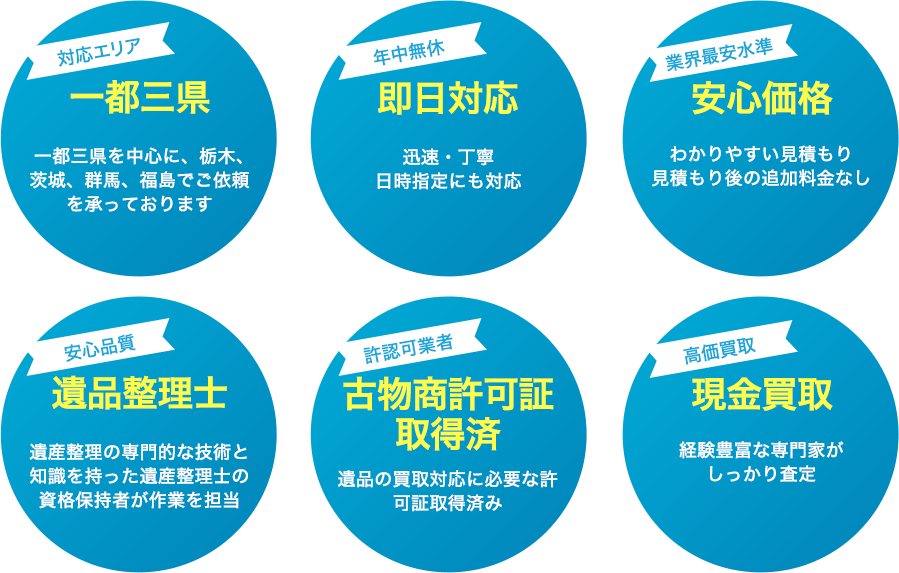 対応エリア
一都三県
一都三県を中心に、栃木、
茨城、群馬、福島でご依頼
を承っております
年中無休
即日対応
迅速・丁寧
日時指定にも対応
業界最安水準
安心価格
わかりやすい見積もり
見積もり後の追加料金なし
安心品質
遺品整理士
遺産整理の専門的な技術と
知識を持った遺産整理士の
資格保持者が作業を担当
許認可業者
古物商許可証
取得済
遺品の買取対応に必要な許
可証取得済み
高価買取
現金買取
経験豊富な専門家が
しっかり査定